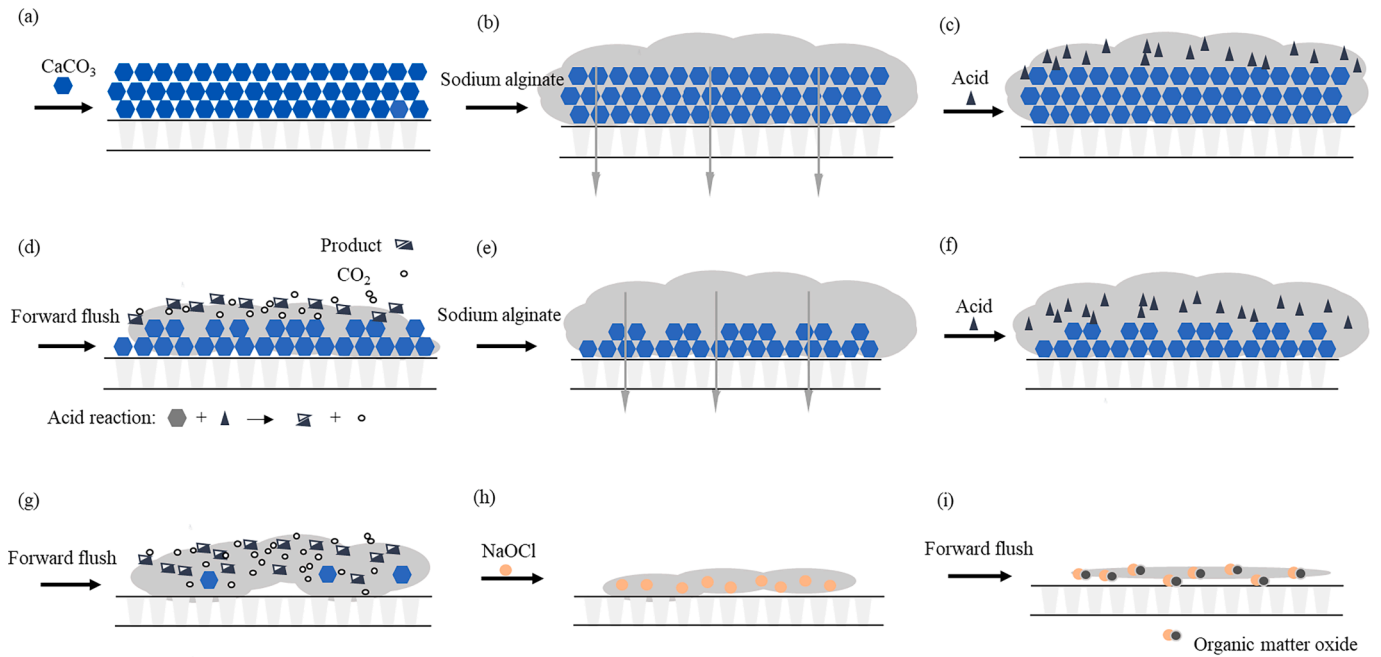 (a)
CaCO3
(b)
Sodium alginate
(c)
Acid
(d)
Product
CO2
Forward flush
Acid reaction: + → +
(e)
Sodium alginate
(f)
Acid
(g)
Forward flush
(h)
NaOCl
(i)
Forward flush
Organic matter oxide